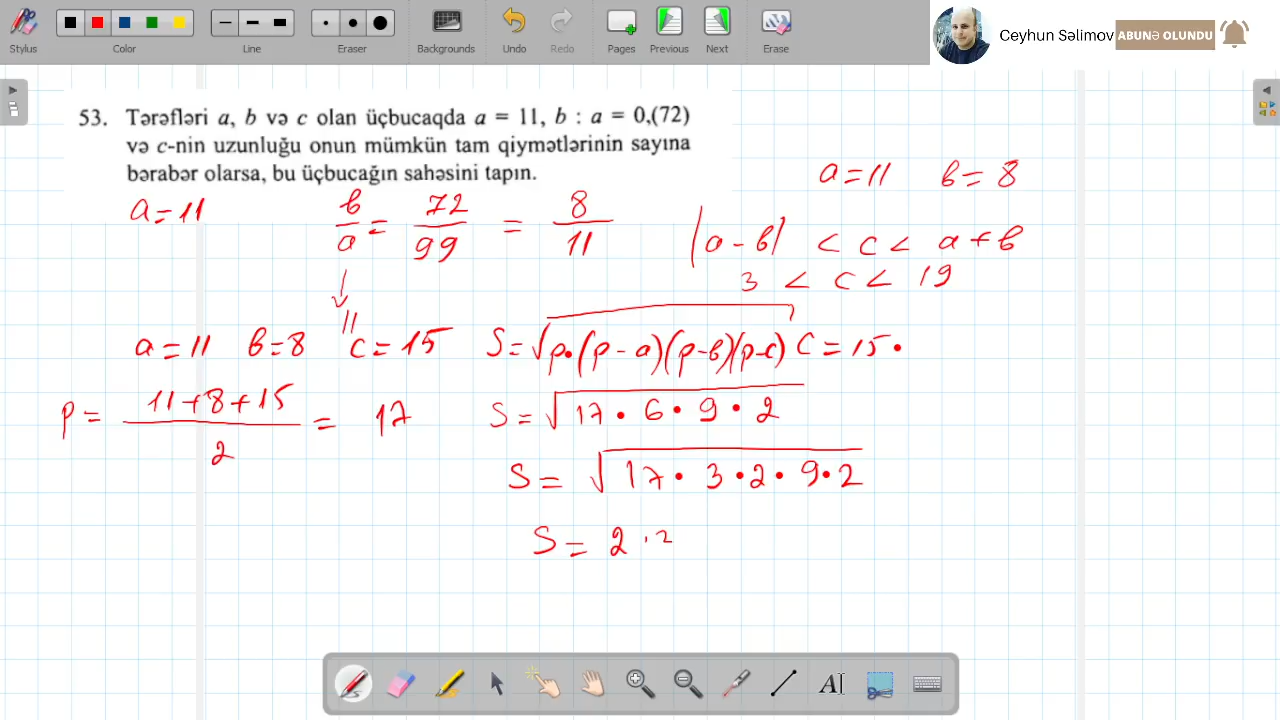 Stylus Color Line Eraser Backgrounds Undo Redo Pages Previous Next Erase
Ceyhun Səlimov ABUNƏ OLUNDU
53. Tərəfləri a, b və c olan üçbucaqda a = 11, b : a = 0,(72)
və c-nin uzunluğu onun mümkün tam qiymətlərinin sayına
bərabər olarsa, bu üçbucağın sahəsini tapın.
a=11 b=8
a=11 b/a = 72/99 = 8/11
|a-b| < c < a+b
3 < c < 19
11
a=11 b=8 c=15 S=√p·(p-a)(p-b)(p-c) C=15·
p= 11+8+15/2 = 17 S=√17·6·9·2
S= √17·3·2·9·2
S= 2·2
AI